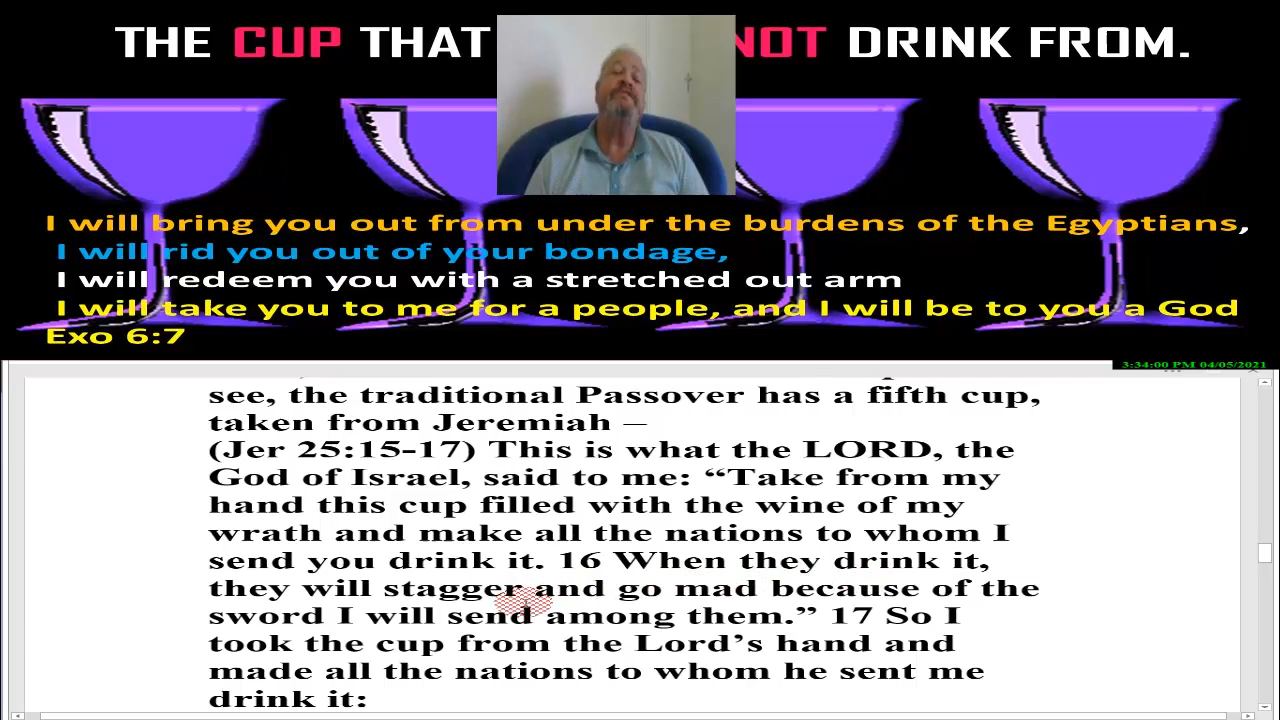 THE CUP THAT NOT DRINK FROM.
I will bring you out from under the burdens of the Egyptians,
I will rid you out of your bondage,
I will redeem you with a stretched out arm
I will take you to me for a people, and I will be to you a God
Exo 6:7
3:34:00 PM 04/05/2021
see, the traditional Passover has a fifth cup,
taken from Jeremiah –
(Jer 25:15-17) This is what the LORD, the
God of Israel, said to me: “Take from my
hand this cup filled with the wine of my
wrath and make all the nations to whom I
send you drink it. 16 When they drink it,
they will stagger and go mad because of the
sword I will send among them.” 17 So I
took the cup from the Lord’s hand and
made all the nations to whom he sent me
drink it: